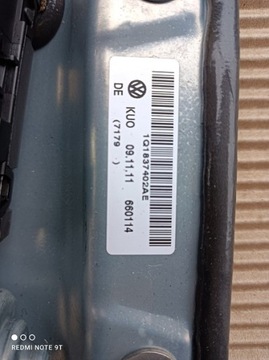 1Q1837402AE
KUO 09.11.11 660114
DE (7179 )
REDMI NOTE 9T